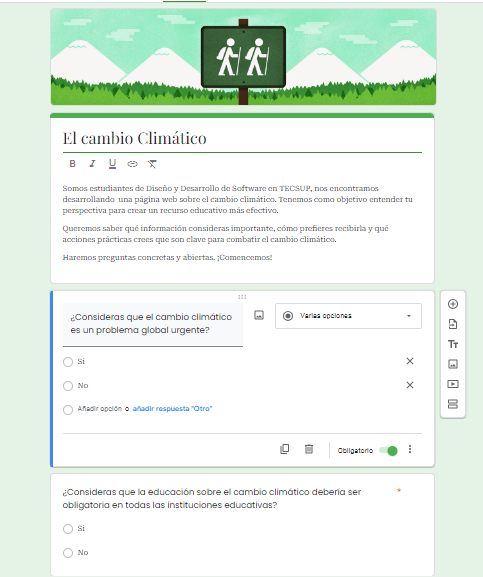 El cambio Climático
B I U
Somos estudiantes de Diseño y Desarrollo de Software en TECSUP, nos encontramos
desarrollando una página web sobre el cambio climático. Tenemos como objetivo entender tu
perspectiva para crear un recurso educativo más efectivo.
Queremos saber qué información consideras importante, cómo prefieres recibirla y qué
acciones prácticas crees que son clave para combatir el cambio climático.
Haremos preguntas concretas y abiertas. ¡Comencemos!
¿Consideras que el cambio climático
es un problema global urgente?
Varias opciones
Si
No
Añadir opción o añadir respuesta "Otro"
Obligatorio
Tт
¿Consideras que la educación sobre el cambio climático debería ser
obligatoria en todas las instituciones educativas?
*
Si
No